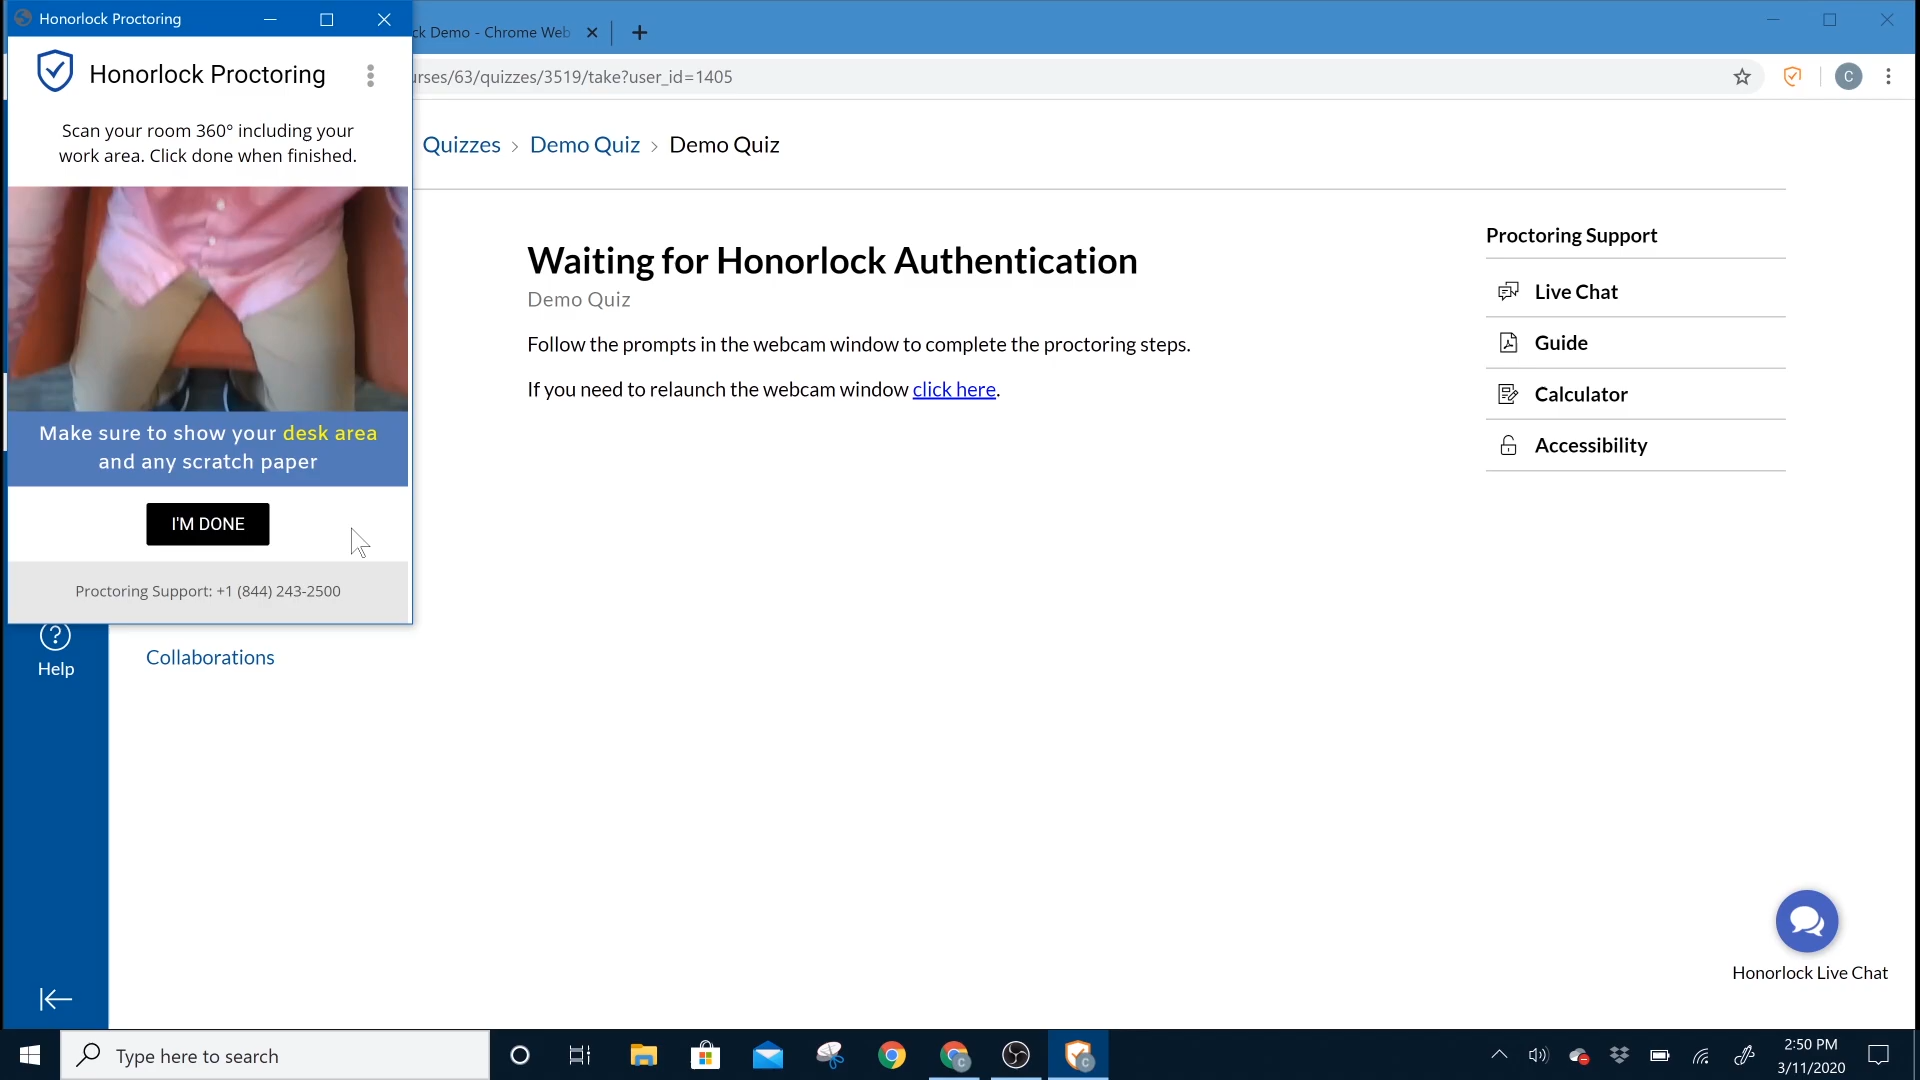 Honorlock Proctoring
ck Demo - Chrome Web
Honorlock Proctoring
urses/63/quizzes/3519/take?user_id=1405
C
Scan your room 360° including your
work area. Click done when finished.
Make sure to show your desk area
and any scratch paper
I'M DONE
Proctoring Support: +1 (844) 243-2500
Quizzes › Demo Quiz › Demo Quiz
Waiting for Honorlock Authentication
Demo Quiz
Follow the prompts in the webcam window to complete the proctoring steps.
If you need to relaunch the webcam window click here.
Proctoring Support
Live Chat
Guide
Calculator
Accessibility
Help
Collaborations
Honorlock Live Chat
Type here to search
C
C
2:50 PM
3/11/2020